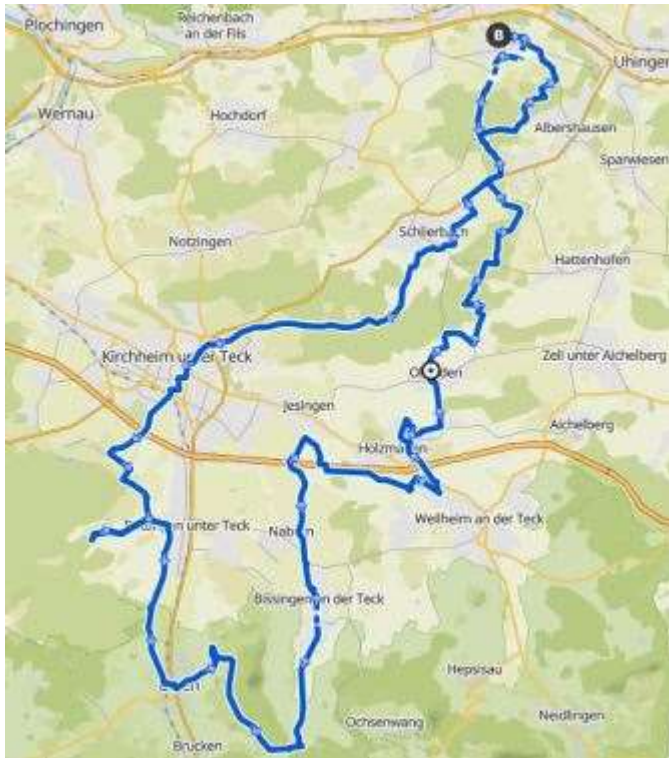 Plochingen
Reichenbach
an der Fils
B
Uhingen
Wernau
Hochdorf
Albershausen
Sparwiesen
Schlierbach
Notzingen
Hattenhofen
Kirchheim unter Teck
Zell unter Aichelberg
Jesingen
Aichelberg
Holzmaden
Weilheim an der Teck
unter Teck
Nabern
Bissingen an der Teck
Hepsisau
Ochsenwang
Neidlingen
Brucken